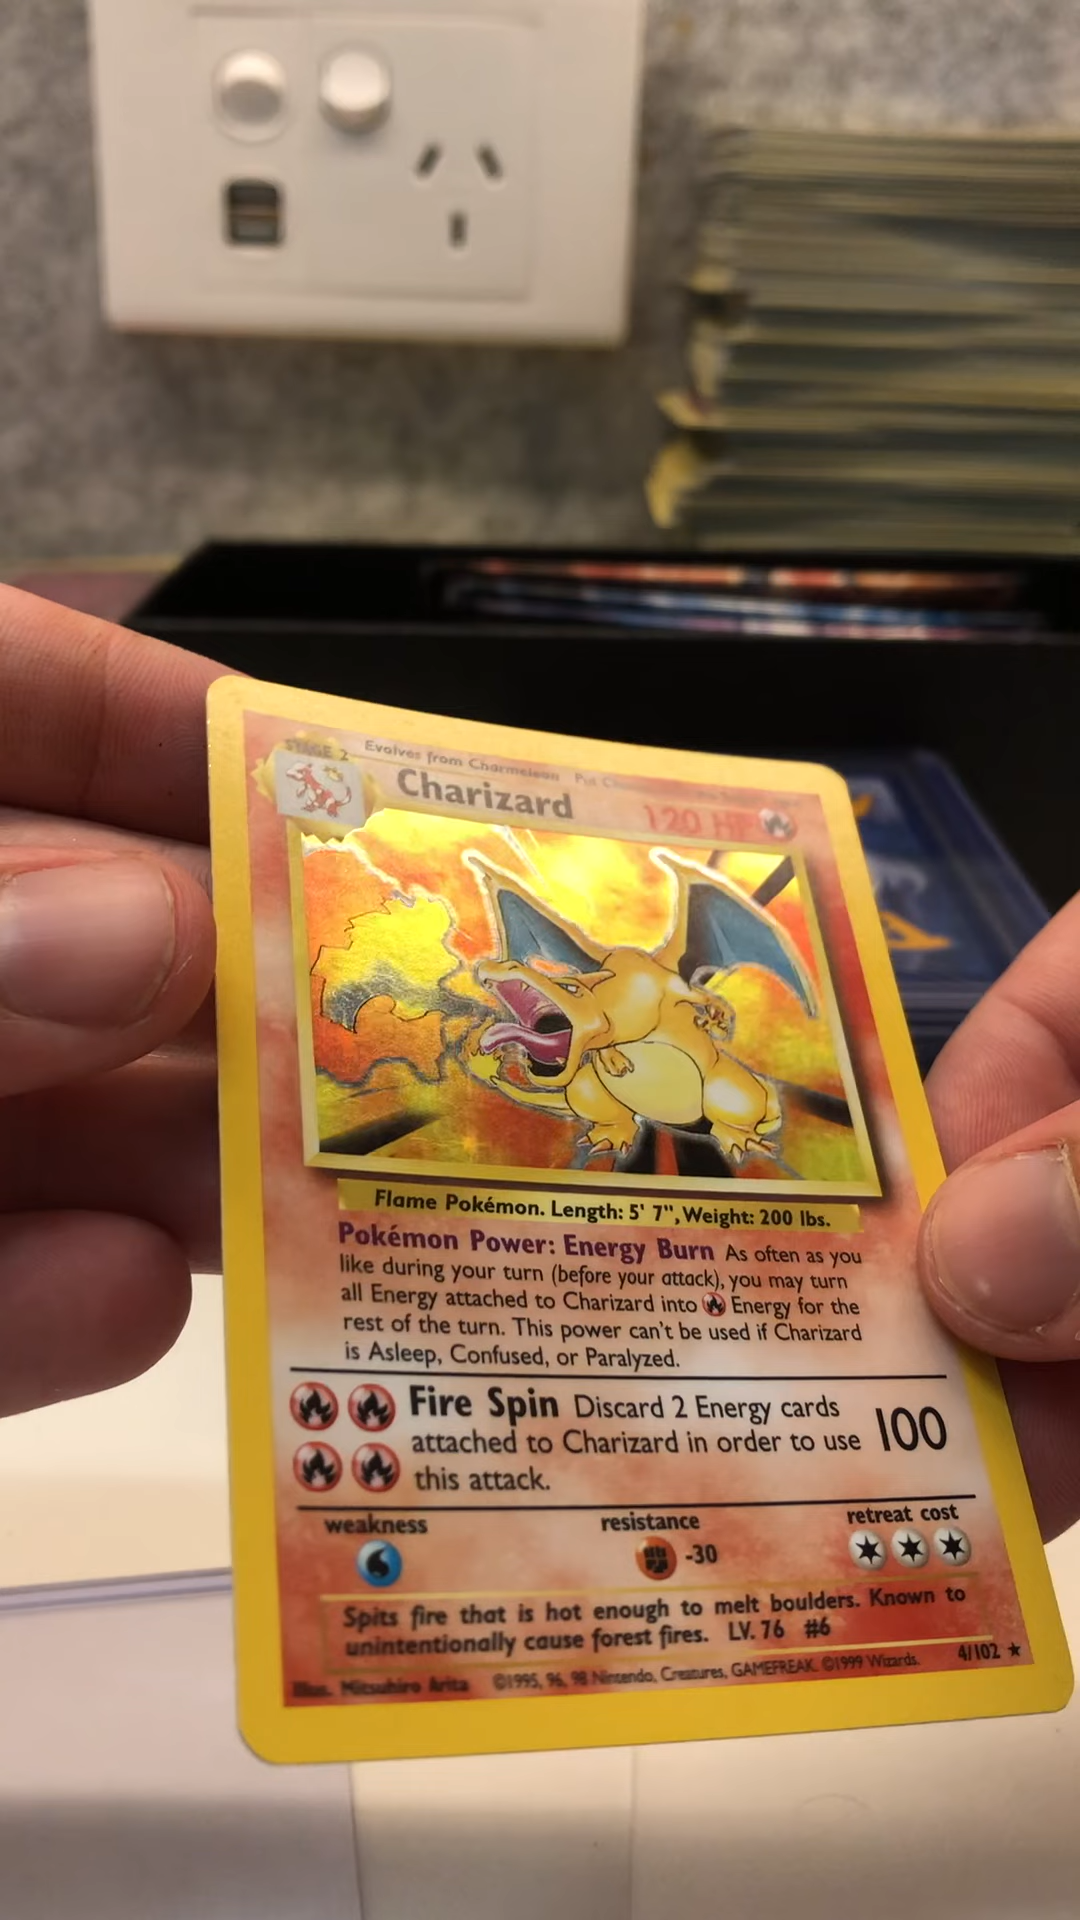 STAGE 2 Evolves from Charmeleon Put
Charizard 120 HP
Flame Pokémon. Length: 5' 7", Weight: 200 lbs.
Pokémon Power: Energy Burn As often as you
like during your turn (before your attack), you may turn
all Energy attached to Charizard into Energy for the
rest of the turn. This power can't be used if Charizard
is Asleep, Confused, or Paralyzed.
Fire Spin Discard 2 Energy cards
attached to Charizard in order to use 100
this attack.
weakness resistance retreat cost
-30
Spits fire that is hot enough to melt boulders. Known to
unintentionally cause forest fires. LV. 76 #6
Illus. Mitsuhiro Arita ©1995, 96, 98 Nintendo, Creatures, GAMEFREAK. ©1999 Wizards. 4/102 ★